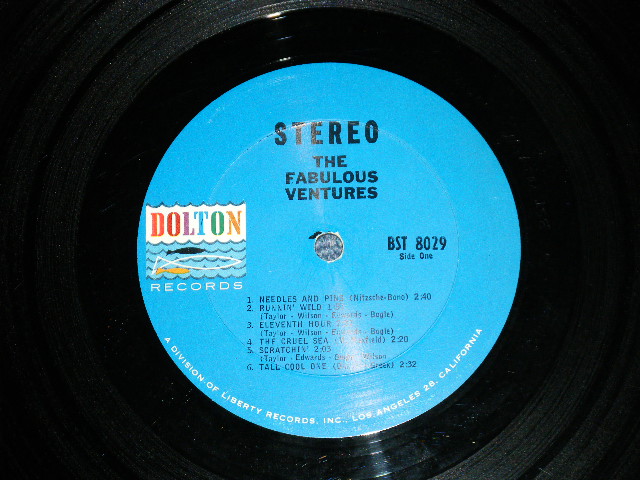 STEREO
THE
FABULOUS
VENTURES
DOLTON
RECORDS
BST 8029
Side One
1. NEEDLES AND PINS (Nitzsche-Bono) 2:40
2. RUNNIN' WILD
(Taylor - Wilson - Edwards - Bogle)
3. ELEVENTH HOUR
(Taylor - Wilson - Edwards - Bogle)
4. THE CRUEL SEA 2:20
5. SCRATCHIN' 2:03
(Taylor - Edwards - Bogle - Wilson
6. TALL COOL ONE 2:32
A DIVISION OF LIBERTY RECORDS, INC., LOS ANGELES 28, CALIFORNIA